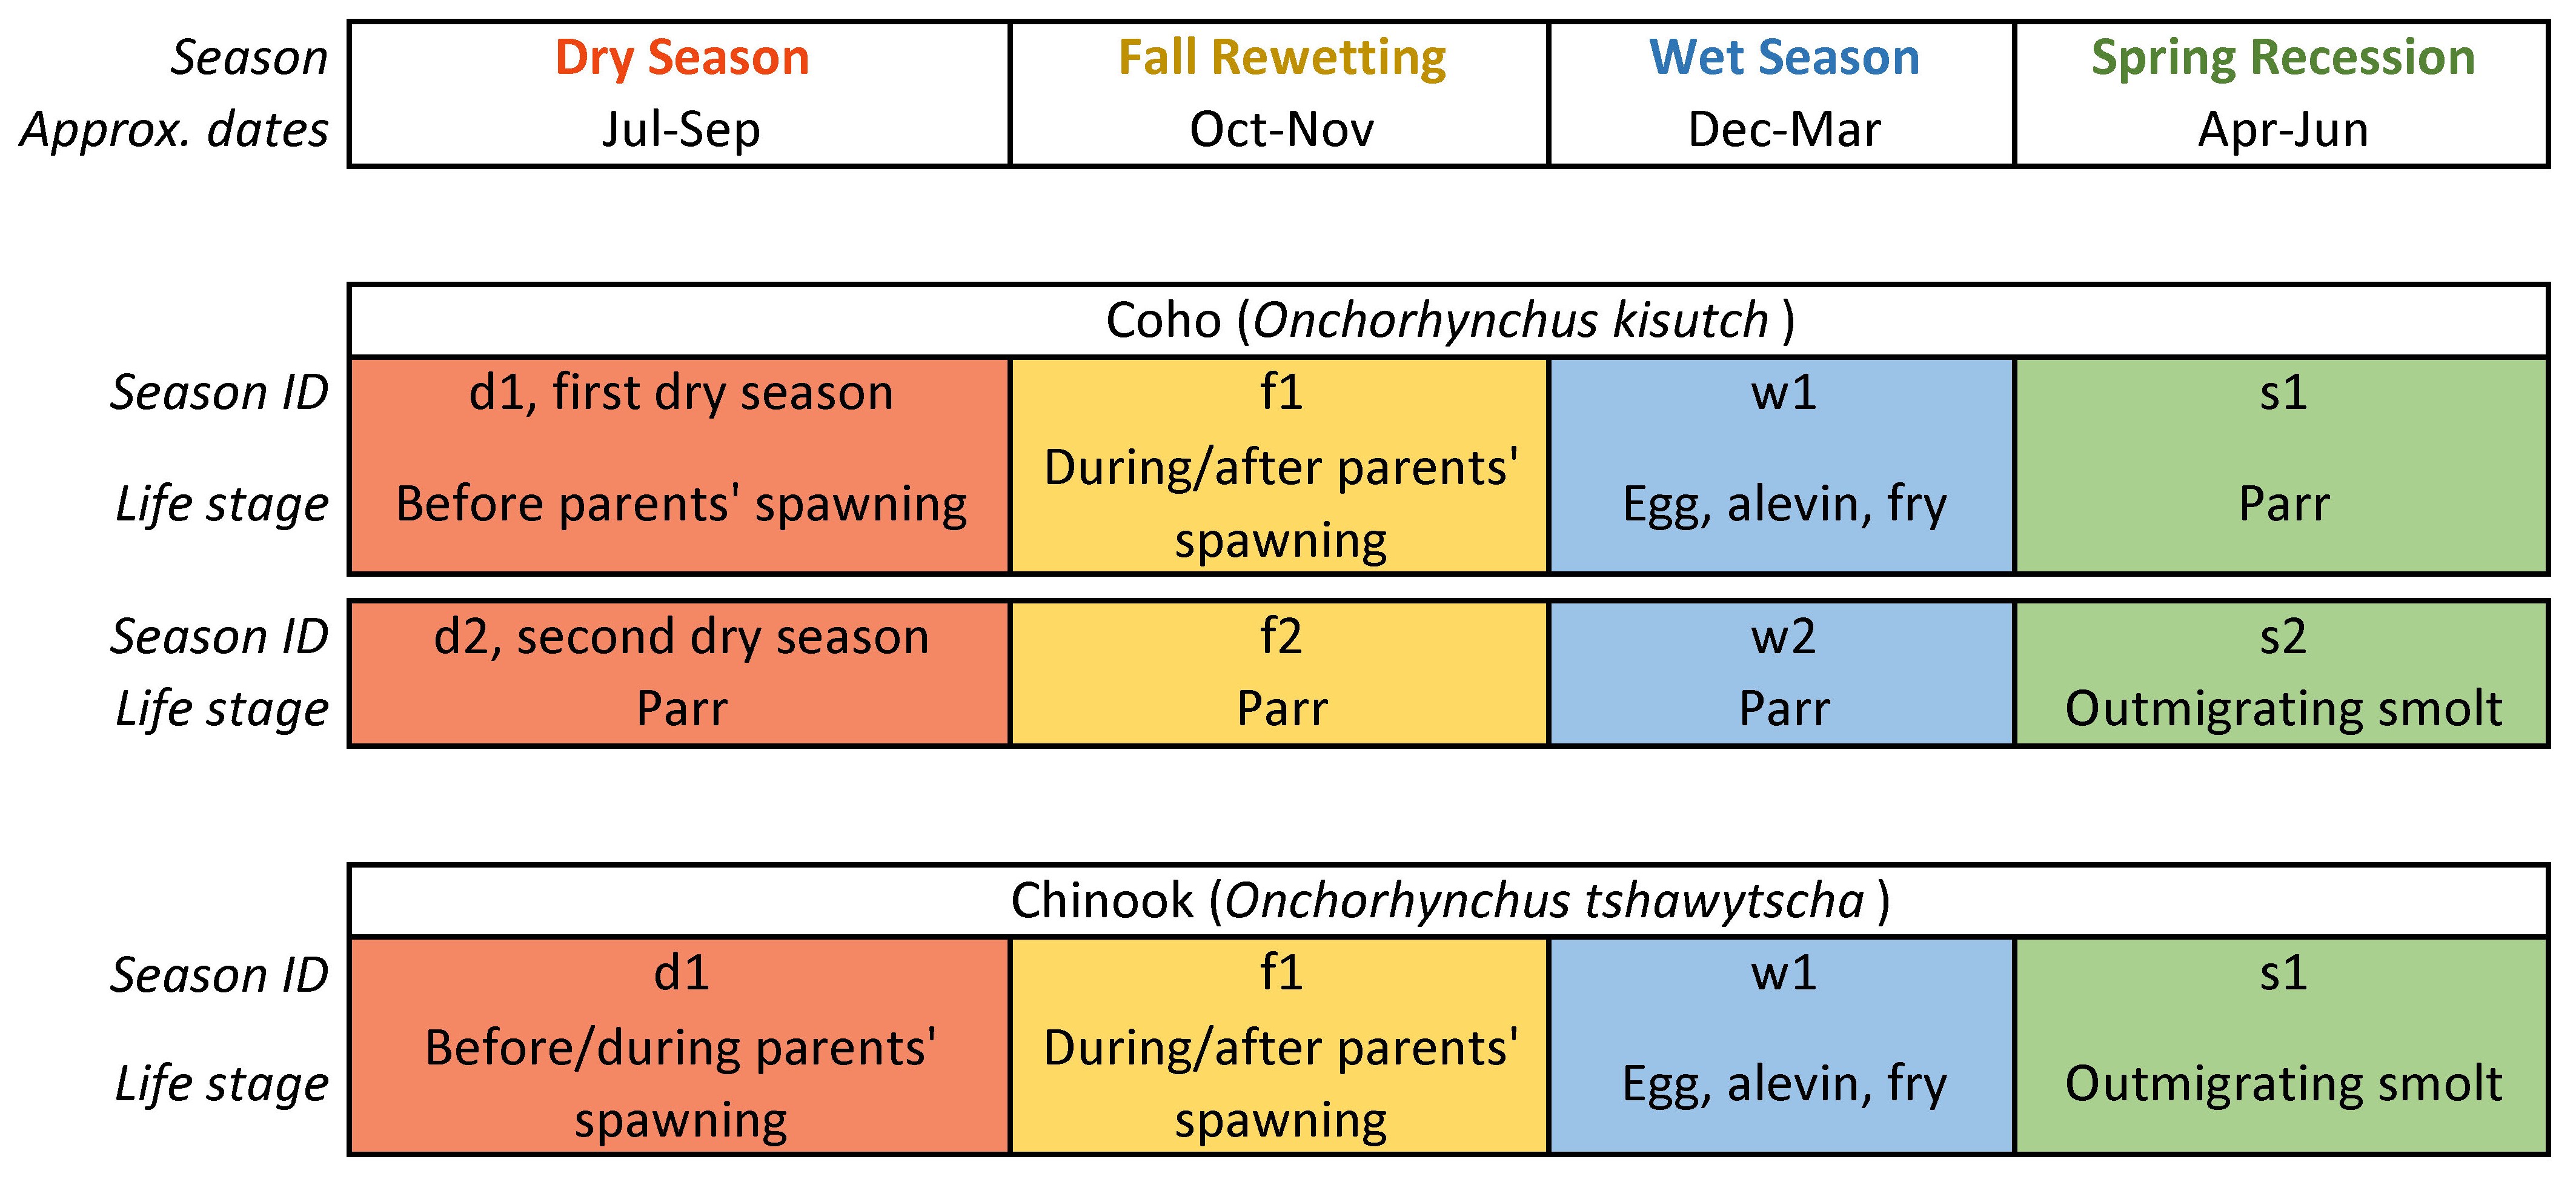 Season Dry Season Fall Rewetting Wet Season Spring Recession
Approx. dates Jul-Sep Oct-Nov Dec-Mar Apr-Jun
Coho (Onchorhynchus kisutch )
Season ID d1, first dry season f1 w1 s1
Life stage Before parents' spawning During/after parents' spawning Egg, alevin, fry Parr
Season ID d2, second dry season f2 w2 s2
Life stage Parr Parr Parr Outmigrating smolt
Chinook (Onchorhynchus tshawytscha )
Season ID d1 f1 w1 s1
Life stage Before/during parents' spawning During/after parents' spawning Egg, alevin, fry Outmigrating smolt